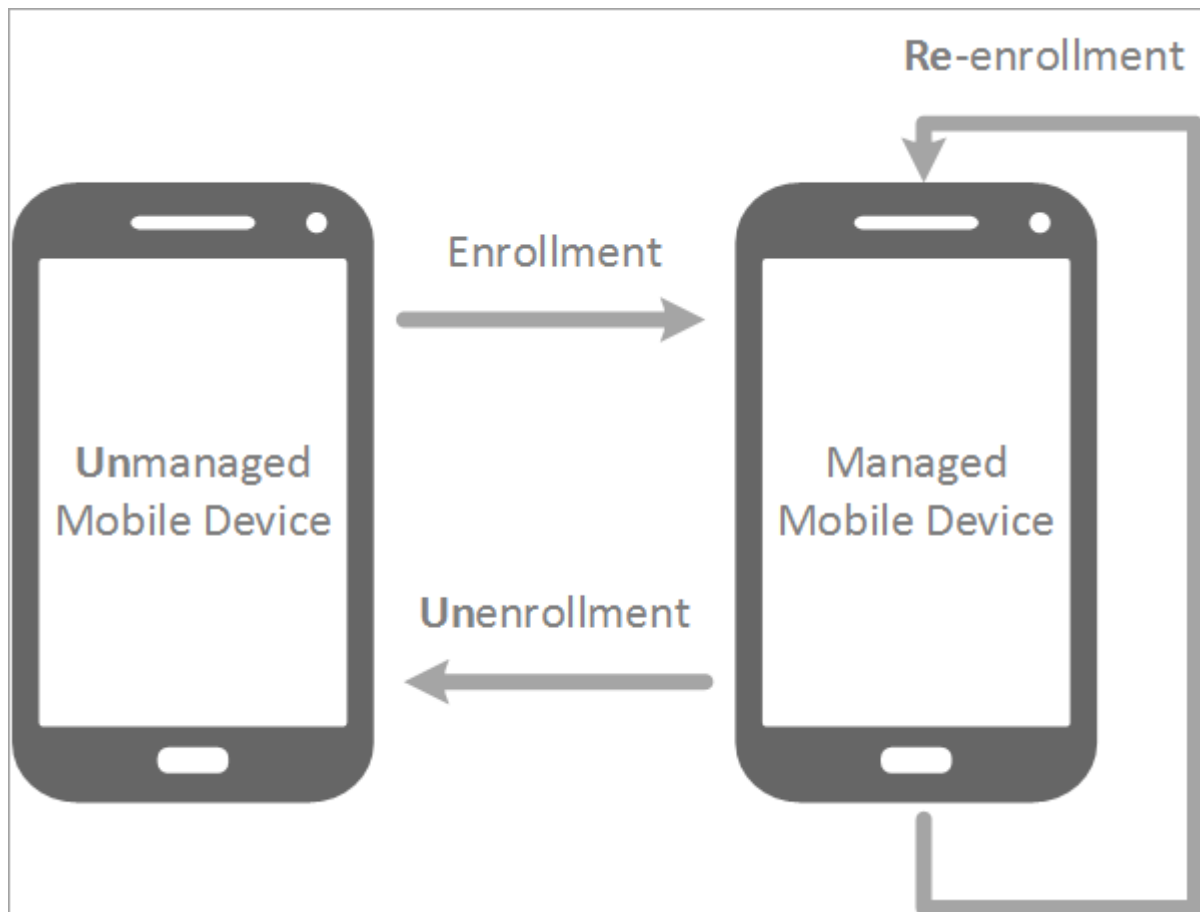 Re-enrollment
Enrollment
Unmanaged
Mobile Device
Managed
Mobile Device
Unenrollment